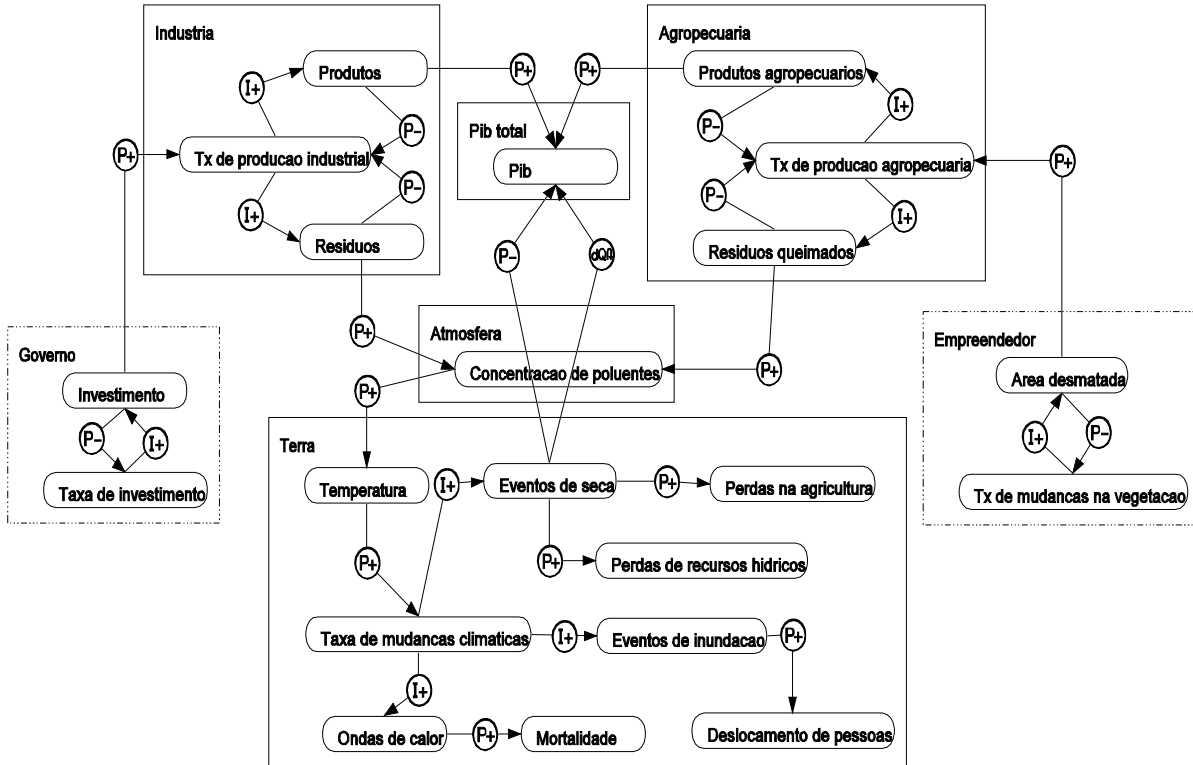 Industria
Produtos
I+
P-
Tx de producao industrial
P-
I+
Residuos
P+
P+
Pib total
Pib
P-
Agropecuaria
P+
Produtos agropecuarios
I+
P-
Tx de producao agropecuaria
P-
I+
Residuos queimados
P+
P+
Governo
Investimento
P-
I+
Taxa de investimento
P+
Atmosfera
Concentracao de poluentes
P+
P+
Empreendedor
Area desmatada
I+
P-
Tx de mudancas na vegetacao
Terra
Temperatura
I+
Eventos de seca
P+
Perdas na agricultura
P+
P+
Perdas de recursos hidricos
Taxa de mudancas climaticas
I+
Eventos de inundacao
P+
I+
Ondas de calor
P+
Mortalidade
Deslocamento de pessoas